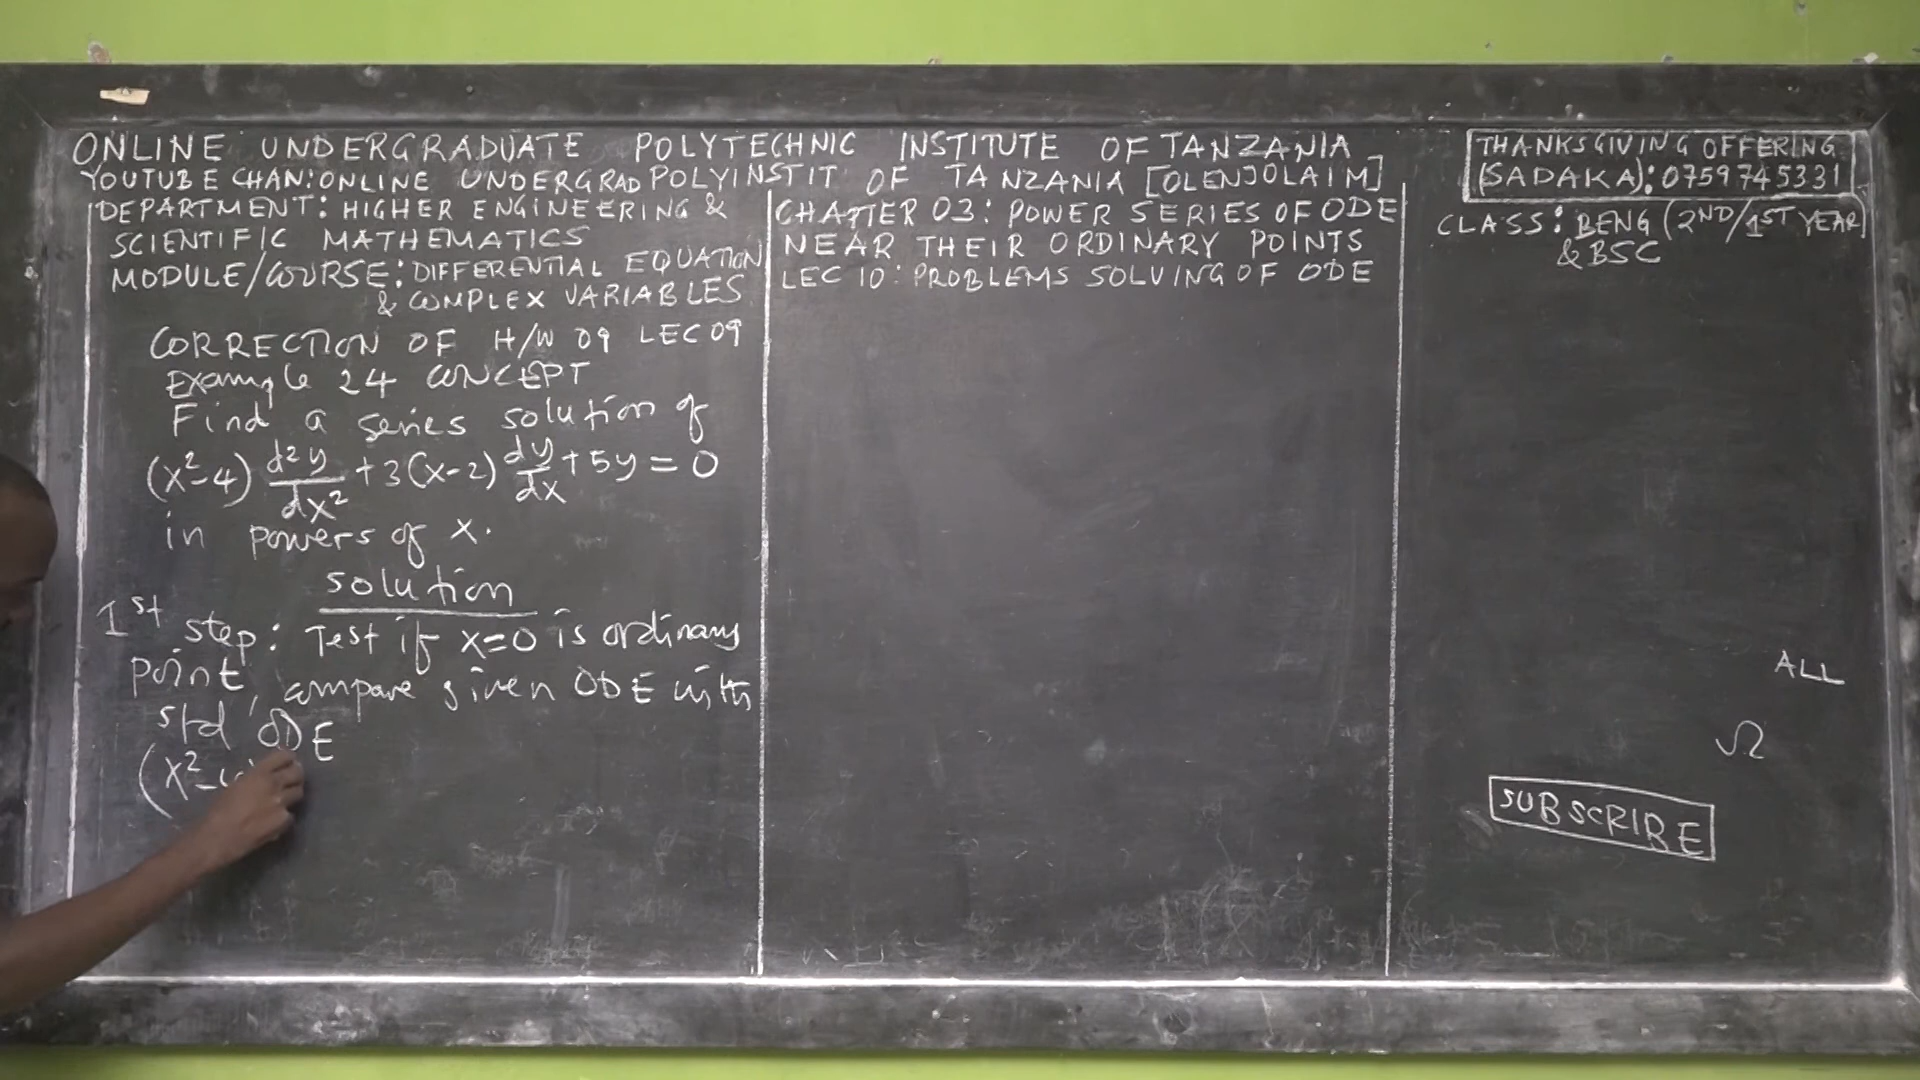 ONLINE UNDERGRADUATE POLYTECHNIC INSTITUTE OF TANZANIA
YOUTUBE CHAN: ONLINE UNDERGRAD POLYINSTIT OF TANZANIA [OLENJOLAIM]
DEPARTMENT: HIGHER ENGINEERING &
SCIENTIFIC MATHEMATICS
MODULE/COURSE: DIFFERENTIAL EQUATION
& COMPLEX VARIABLES
CORRECTION OF H/W 09 LEC 09
Example 24 CONCEPT
Find a series solution of
(x²-4) d²y/dx² + 3(x-2) dy/dx + 5y = 0
in powers of x.
solution
1st step: Test if x=0 is ordinary
point, compare given ODE with
std ODE
(x²-4)
CHAPTER 03: POWER SERIES OF ODE
NEAR THEIR ORDINARY POINTS
LEC 10: PROBLEMS SOLVING OF ODE
THANKSGIVING OFFERING
(SADAKA): 0759745331
CLASS: BENG (2ND/1ST YEAR)
& BSC
ALL
Ω
SUBSCRIBE